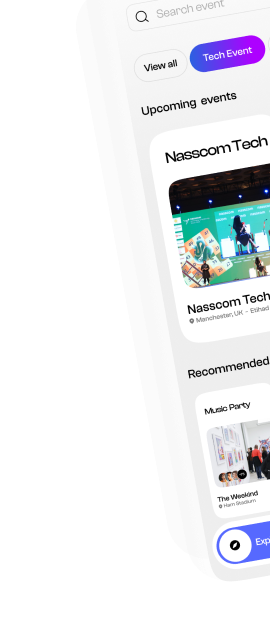 Search event
View all
Tech Event
Upcoming events
Nasscom Tech
Nasscom Tech
Manchester, UK - Etihad
Recommended
Music Party
The Weeknd
Ham Stadium
Exp